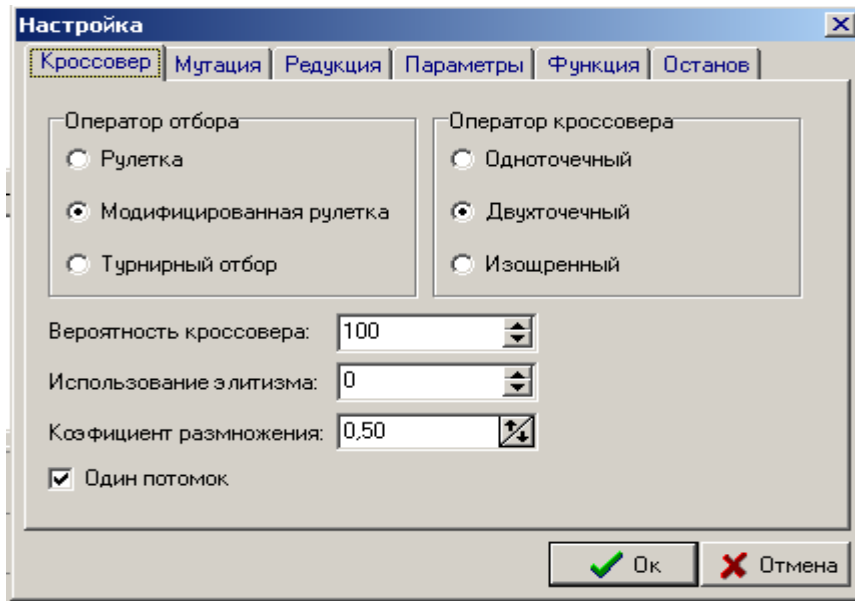 Настройка
Кроссовер Мутация Редукция Параметры Функция Останов
Оператор отбора
Рулетка
Модифицированная рулетка
Турнирный отбор
Оператор кроссовера
Одноточечный
Двухточечный
Изощренный
Вероятность кроссовера: 100
Использование элитизма: 0
Коэфициент размножения: 0,50
Один потомок
Ок Отмена